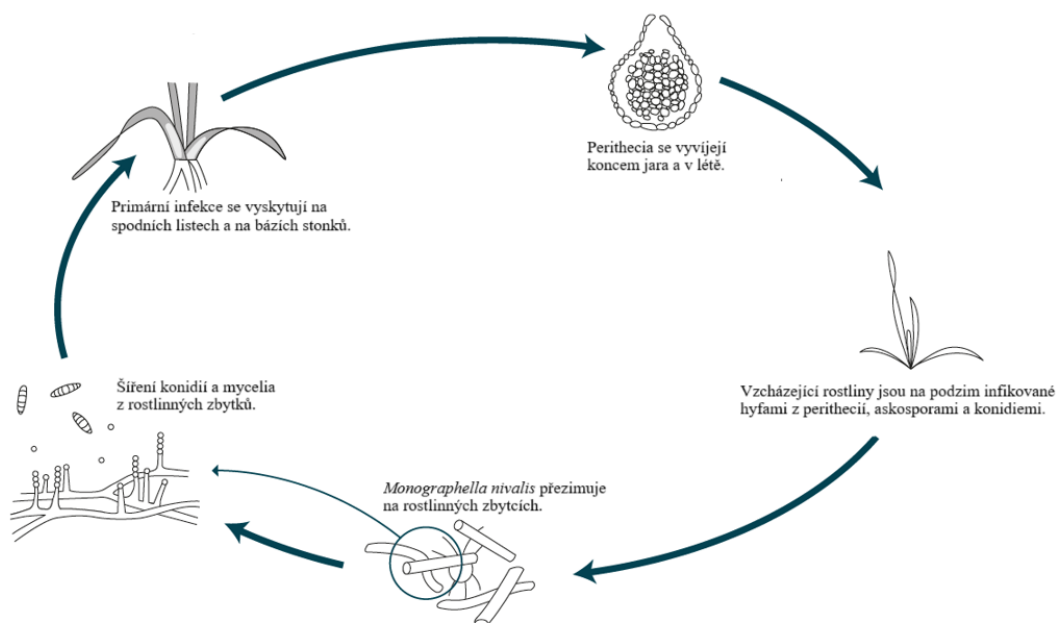 Perithecia se vyvíjejí
koncem jara a v létě.
Primární infekce se vyskytují na
spodních listech a na bázích stonků.
Šíření konidií a mycelia
z rostlinných zbytků.
Vzcházející rostliny jsou na podzim infikované
hyfami z perithecií, askosporami a konidiemi.
Monographella nivalis přezimuje
na rostlinných zbytcích.